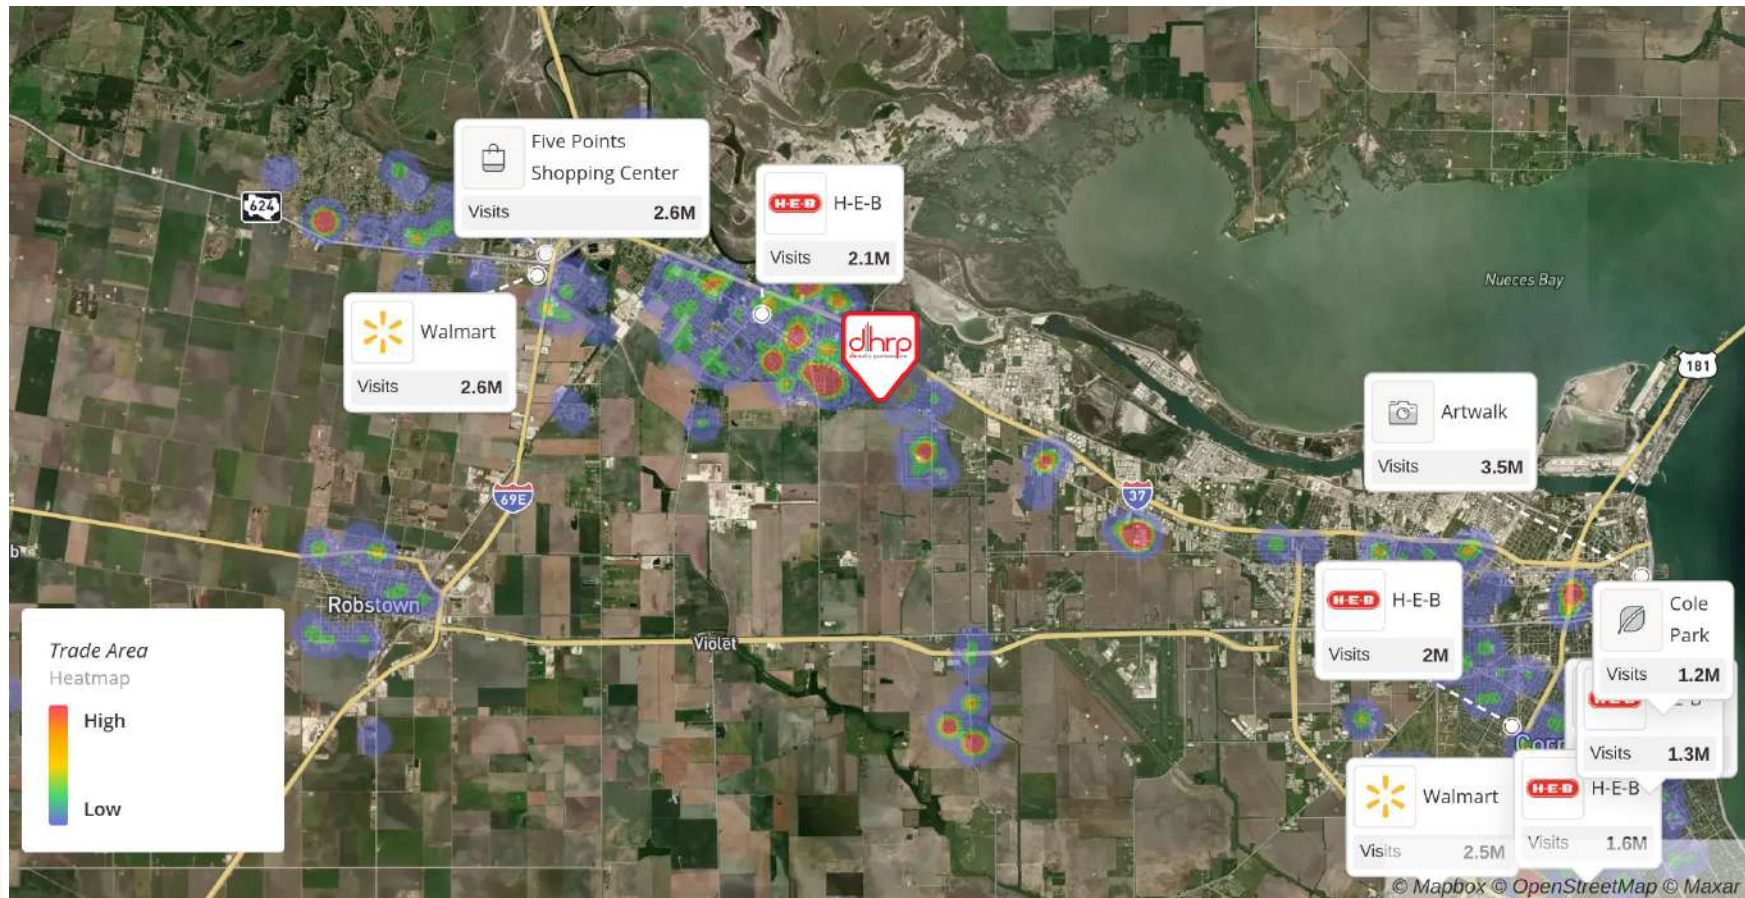 Five Points
Shopping Center
Visits 2.6M
H-E-B
H-E-B
Visits 2.1M
624
Walmart
Visits 2.6M
dhrp
Nueces Bay
181
Artwalk
Visits 3.5M
69E
37
b
Robstown
Violet
H-E-B
H-E-B
Visits 2M
Cole
Park
Visits 1.2M
Trade Area
Heatmap
High
Low
Visits 1.3M
Corp
Walmart
Visits 2.5M
H-E-B
H-E-B
Visits 1.6M
© Mapbox © OpenStreetMap © Maxar